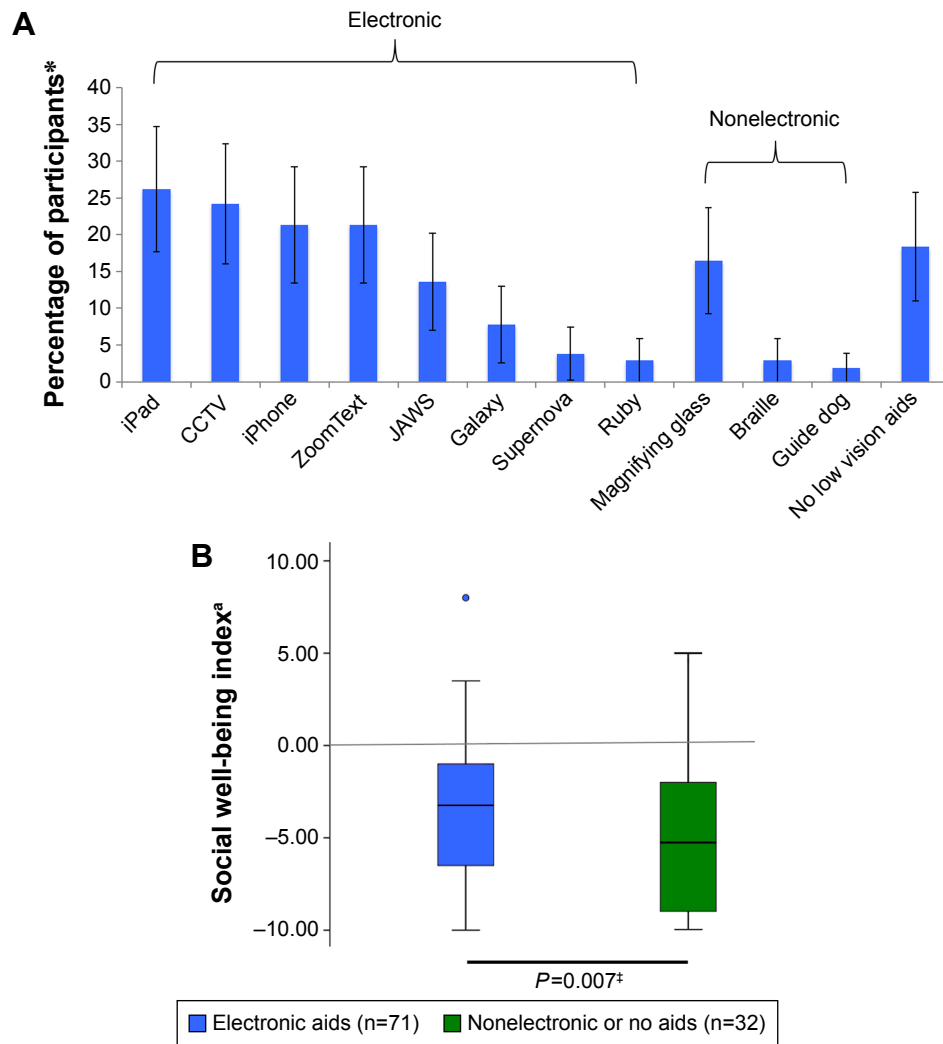 A
Electronic
Nonelectronic
Percentage of participants*
40
35
30
25
20
15
10
5
0
iPad
CCTV
iPhone
ZoomText
JAWS
Galaxy
Supernova
Ruby
Magnifying glass
Braille
Guide dog
No low vision aids
B
Social well-being indexᵃ
10.00
5.00
0.00
–5.00
–10.00
P=0.007‡
Electronic aids (n=71)
Nonelectronic or no aids (n=32)